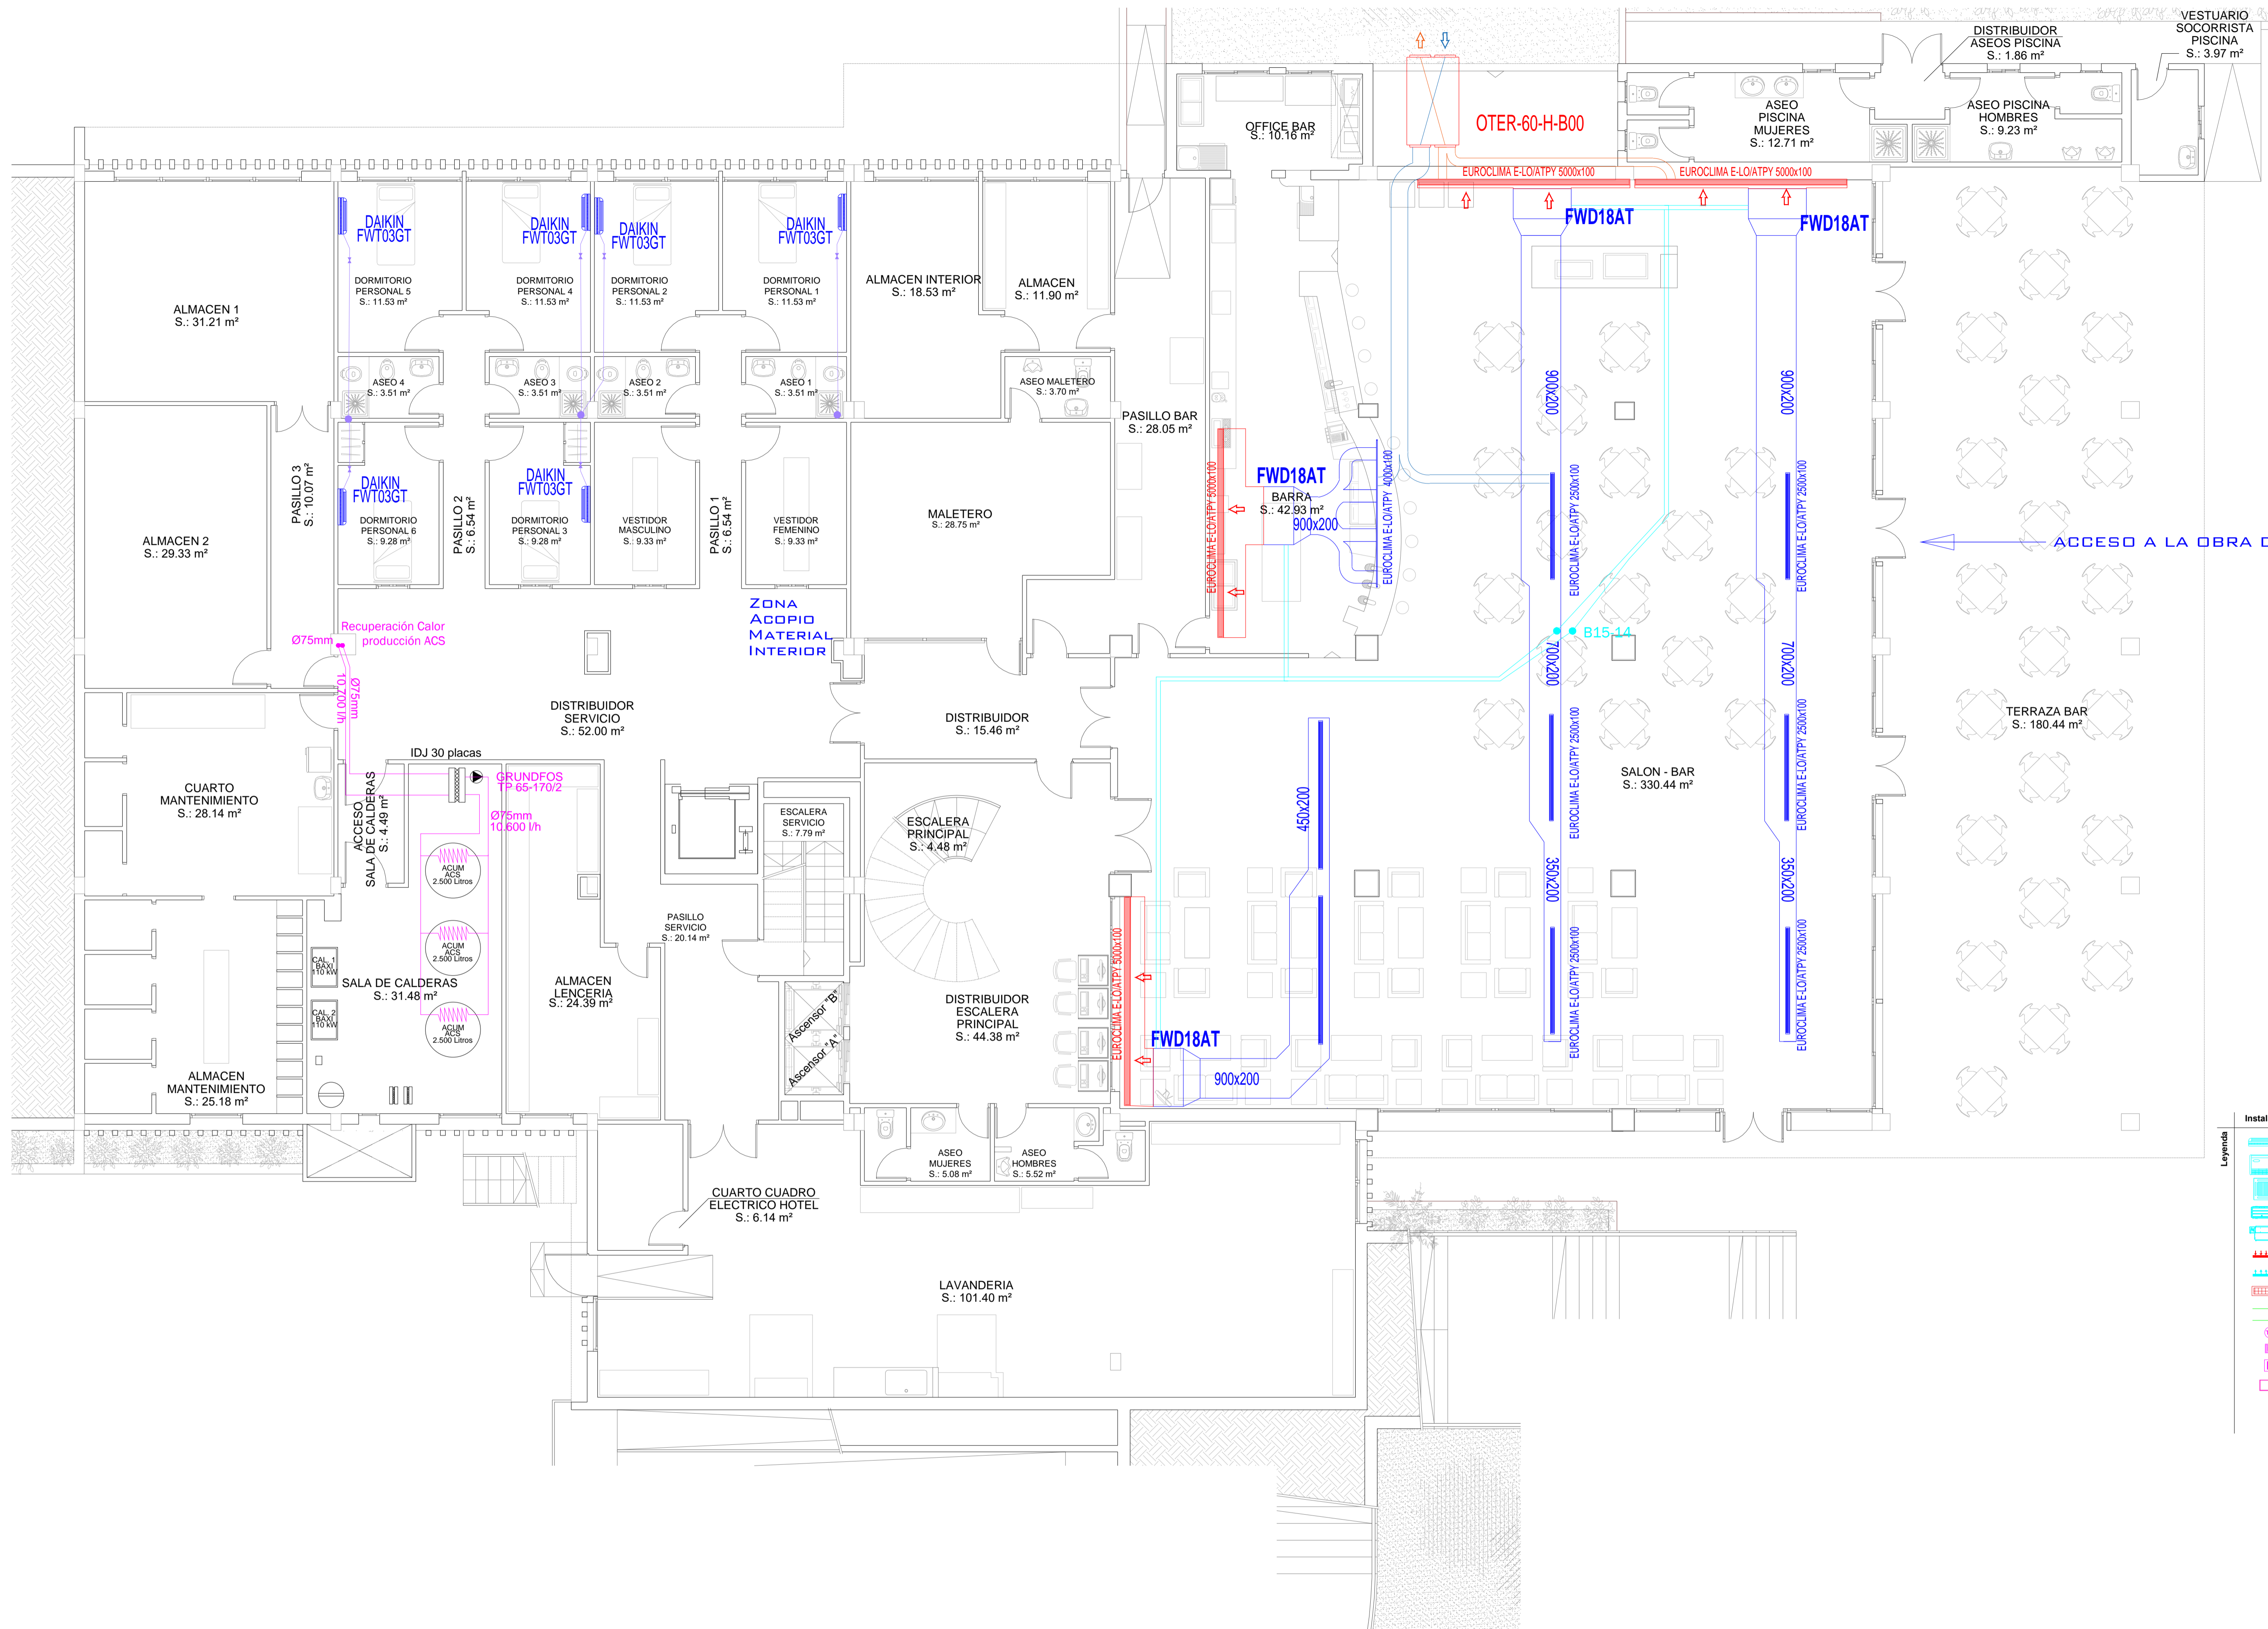 VESTUARIO
SOCORRISTA
PISCINA
S.: 3.97 m²
DISTRIBUIDOR
ASEOS PISCINA
S.: 1.86 m²
ASEO
PISCINA
MUJERES
S.: 12.71 m²
ASEO PISCINA
HOMBRES
S.: 9.23 m²
OFFICE BAR
S.: 10.16 m²
OTER-60-H-B00
EUROCLIMA E-LO/ATPY 5000x100
EUROCLIMA E-LO/ATPY 5000x100
FWD18AT
FWD18AT
DAIKIN
FWT03GT
DAIKIN
FWT03GT
DAIKIN
FWT03GT
DAIKIN
FWT03GT
DORMITORIO
PERSONAL 5
S.: 11.53 m²
DORMITORIO
PERSONAL 4
S.: 11.53 m²
DORMITORIO
PERSONAL 2
S.: 11.53 m²
DORMITORIO
PERSONAL 1
S.: 11.53 m²
ALMACEN INTERIOR
S.: 18.53 m²
ALMACEN
S.: 11.90 m²
ALMACEN 1
S.: 31.21 m²
ASEO 4
S.: 3.51 m²
ASEO 3
S.: 3.51 m²
ASEO 2
S.: 3.51 m²
ASEO 1
S.: 3.51 m²
ASEO MALETERO
S.: 3.70 m²
PASILLO BAR
S.: 28.05 m²
900x200
900x200
PASILLO 3
S.: 10.07 m²
DAIKIN
FWT03GT
DAIKIN
FWT03GT
PASILLO 2
S.: 6.54 m²
PASILLO 1
S.: 6.54 m²
DORMITORIO
PERSONAL 6
S.: 9.28 m²
DORMITORIO
PERSONAL 3
S.: 9.28 m²
VESTIDOR
MASCULINO
S.: 9.33 m²
VESTIDOR
FEMENINO
S.: 9.33 m²
MALETERO
S.: 28.75 m²
ALMACEN 2
S.: 29.33 m²
EUROCLIMA E-LO/ATPY 5000x100
FWD18AT
BARRA
S.: 42.93 m²
900x200
EUROCLIMA E-LO/ATPY 4000x100
EUROCLIMA E-LO/ATPY 2500x100
EUROCLIMA E-LO/ATPY 2500x100
ACCESO A LA OBRA D
ZONA
ACOPIO
MATERIAL
INTERIOR
Recuperación Calor
producción ACS
Ø75mm
Ø75mm
10.700 l/h
B15-14
700x200
700x200
DISTRIBUIDOR
SERVICIO
S.: 52.00 m²
DISTRIBUIDOR
S.: 15.46 m²
TERRAZA BAR
S.: 180.44 m²
IDJ 30 placas
GRUNDFOS
TP 65-170/2
Ø75mm
10.600 l/h
CUARTO
MANTENIMIENTO
S.: 28.14 m²
ACCESO
SALA DE CALDERAS
S.: 4.49 m²
ESCALERA
SERVICIO
S.: 7.79 m²
ESCALERA
PRINCIPAL
S.: 4.48 m²
450x200
EUROCLIMA E-LO/ATPY 2500x100
EUROCLIMA E-LO/ATPY 2500x100
SALON - BAR
S.: 330.44 m²
350x200
350x200
ACUM
ACS
2.500 Litros
ACUM
ACS
2.500 Litros
ACUM
ACS
2.500 Litros
PASILLO
SERVICIO
S.: 20.14 m²
CAL. 1
BAXI
110 kW
CAL. 2
BAXI
110 kW
SALA DE CALDERAS
S.: 31.48 m²
ALMACEN
LENCERIA
S.: 24.39 m²
Ascensor "B"
Ascensor "A"
DISTRIBUIDOR
ESCALERA
PRINCIPAL
S.: 44.38 m²
EUROCLIMA E-LO/ATPY 5000x100
FWD18AT
900x200
EUROCLIMA E-LO/ATPY 2500x100
EUROCLIMA E-LO/ATPY 2500x100
ALMACEN
MANTENIMIENTO
S.: 25.18 m²
ASEO
MUJERES
S.: 5.08 m²
ASEO
HOMBRES
S.: 5.52 m²
CUARTO CUADRO
ELECTRICO HOTEL
S.: 6.14 m²
LAVANDERIA
S.: 101.40 m²
Instal
Leyenda